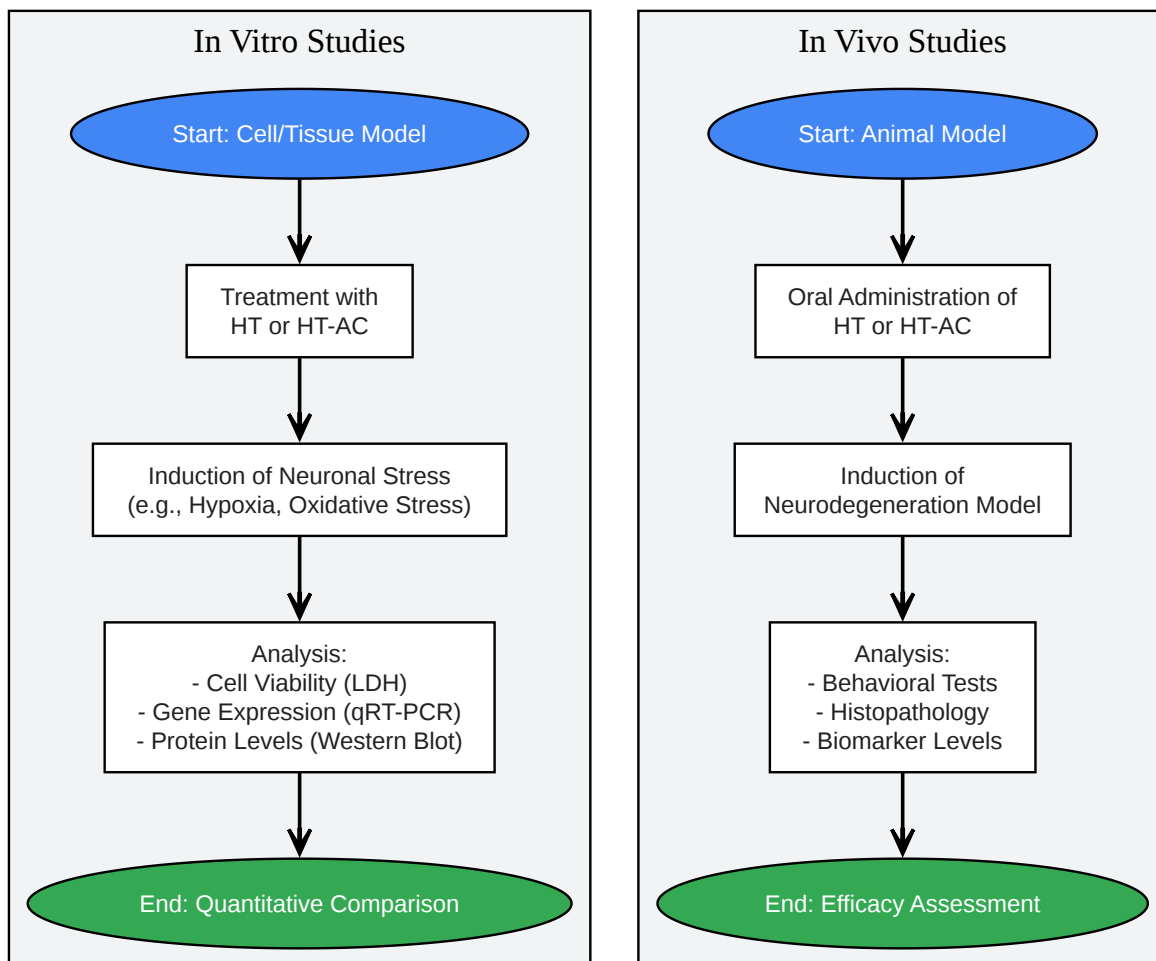 In Vitro Studies
Start: Cell/Tissue Model
Treatment with
HT or HT-AC
Induction of Neuronal Stress
(e.g., Hypoxia, Oxidative Stress)
Analysis:
- Cell Viability (LDH)
- Gene Expression (qRT-PCR)
- Protein Levels (Western Blot)
End: Quantitative Comparison
In Vivo Studies
Start: Animal Model
Oral Administration of
HT or HT-AC
Induction of
Neurodegeneration Model
Analysis:
- Behavioral Tests
- Histopathology
- Biomarker Levels
End: Efficacy Assessment